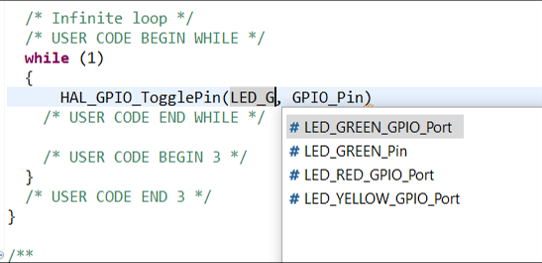 /* Infinite loop */
/* USER CODE BEGIN WHILE */
while (1)
{
HAL_GPIO_TogglePin(LED_G, GPIO_Pin)
/* USER CODE END WHILE */
# LED_GREEN_GPIO_Port
# LED_GREEN_Pin
# LED_RED_GPIO_Port
# LED_YELLOW_GPIO_Port
/* USER CODE BEGIN 3 */
}
/* USER CODE END 3 */
}
/**